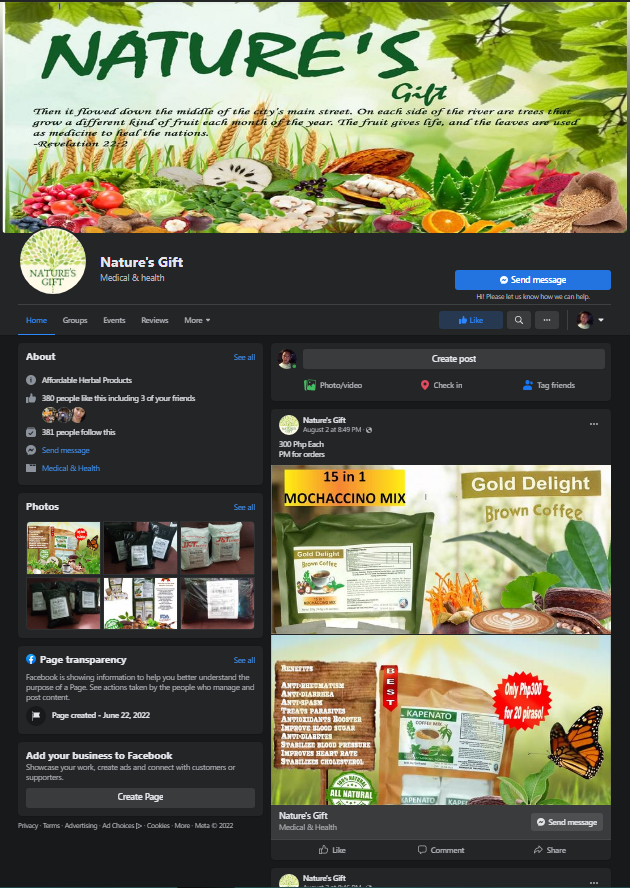 NATURE'S
Gift
Then it flowed down the middle of the city's main street. On each side of the river are trees that
grow a different kind of fruit each month of the year. The fruit gives life, and the leaves are used
as medicine to heal the nations.
-Revelation 22:2
NATURE'S
GIFT
Nature's Gift
Medical & health
Send message
Hi! Please let us know how we can help.
Home
Groups
Events
Reviews
More
Like
About
See all
Affordable Herbal Products
380 people like this including 3 of your friends
381 people follow this
Send message
Medical & Health
Photos
See all
Page transparency
See all
Facebook is showing information to help you better understand the
purpose of a Page. See actions taken by the people who manage and
post content.
Page created - June 22, 2022
Add your business to Facebook
Showcase your work, create ads and connect with customers or
supporters.
Create Page
Privacy · Terms · Advertising · Ad Choices · Cookies · More · Meta © 2022
Create post
Photo/video
Check in
Tag friends
Nature's Gift
August 2 at 8:49 PM ·
300 Php Each
PM for orders
15 in 1
MOCHACCINO MIX
Gold Delight
Brown Coffee
Gold Delight
Brown Coffee
MOCHACCINO MIX
Benefits
Anti-Rheumatism
Anti-Diarrhea
Anti-Spasm
Treats Parasites
Antioxidants Booster
Improve Blood Sugar
Anti-Diabetes
Stabilize Blood Pressure
Improves Heart Rate
Stabilizes Cholesterol
BEST
KAPENATO
COFFEE MIX
Only Php300
for 20 piraso!
100% NATURAL
ALL NATURAL
KAPENATO
Nature's Gift
Medical & Health
Send message
Like
Comment
Share
Nature's Gift